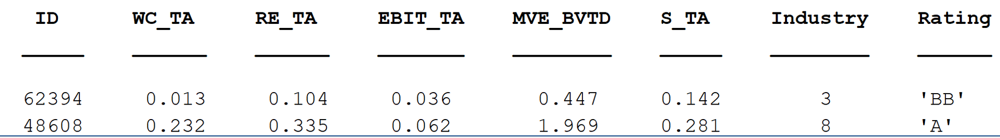 ID WC_TA RE_TA EBIT_TA MVE_BVTD S_TA Industry Rating
62394 0.013 0.104 0.036 0.447 0.142 3 'BB'
48608 0.232 0.335 0.062 1.969 0.281 8 'A'